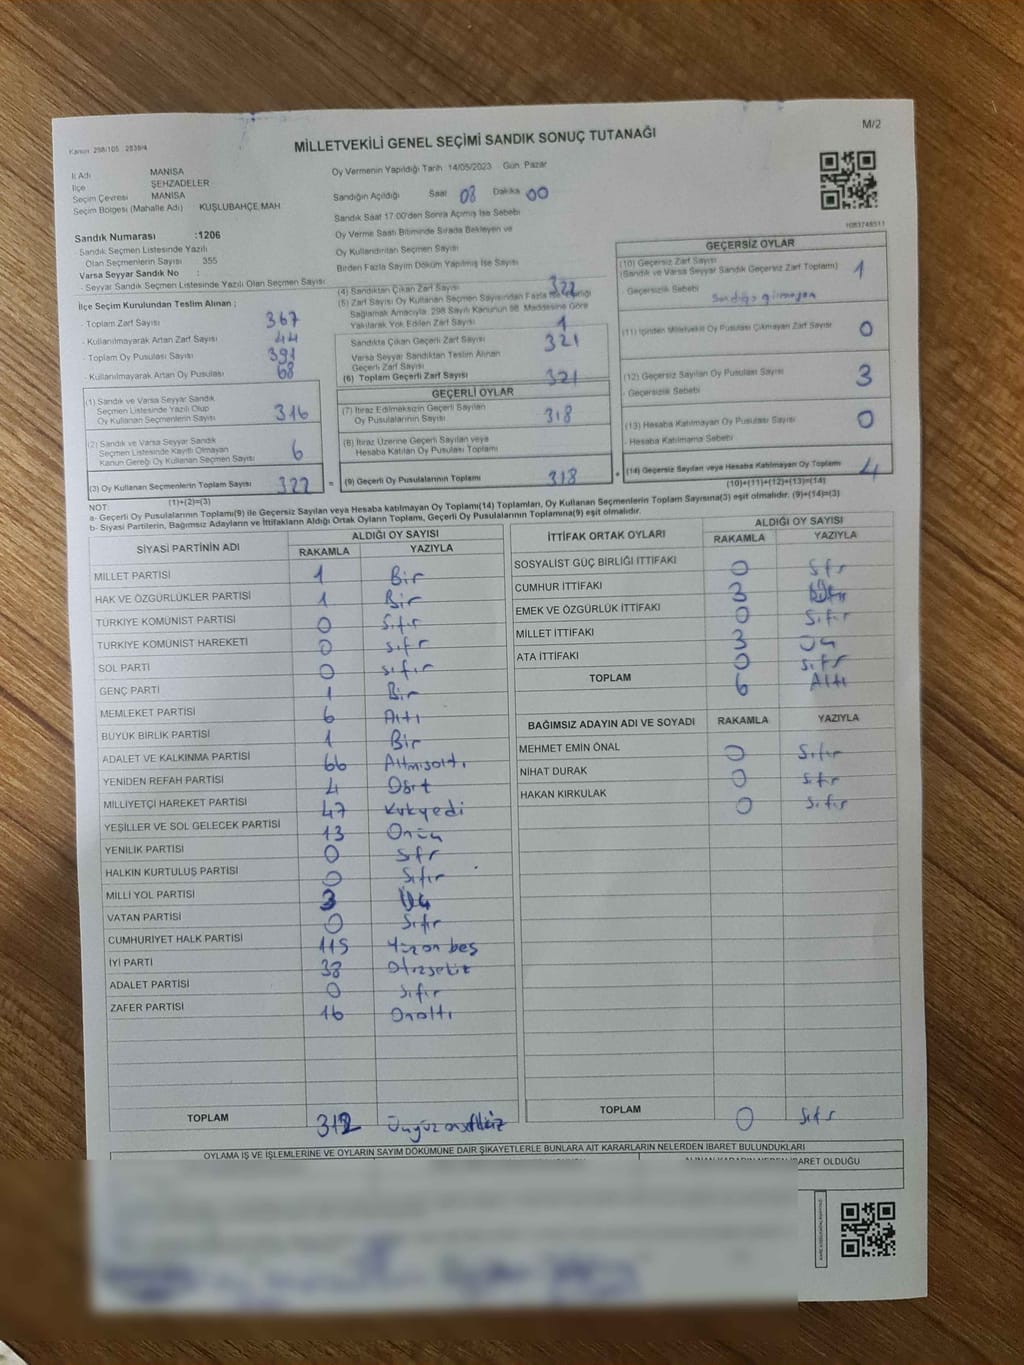 M/2
Kanun: 298/105 : 2839/4
MİLLETVEKİLİ GENEL SEÇİMİ SANDIK SONUÇ TUTANAĞI
İl Adı MANİSA
İlçe ŞEHZADELER
Seçim Çevresi MANİSA
Seçim Bölgesi (Mahalle Adı) KUŞLUBAHÇE.MAH
Sandık Numarası :1206
- Sandık Seçmen Listesinde Yazılı
Olan Seçmenlerin Sayısı 355
Varsa Seyyar Sandık No :
- Seyyar Sandık Seçmen Listesinde Yazılı Olan Seçmen Sayısı
İlçe Seçim Kurulundan Teslim Alınan ;
- Toplam Zarf Sayısı 367
- Kullanılmayarak Artan Zarf Sayısı 44
- Toplam Oy Pusulası Sayısı 391
- Kullanılmayarak Artan Oy Pusulası 68
(1) Sandık ve Varsa Seyyar Sandık
Seçmen Listesinde Yazılı Olup
Oy Kullanan Seçmenlerin Sayısı 316
(2) Sandık ve Varsa Seyyar Sandık
Seçmen Listesinde Kayıtlı Olmayan
Kanun Gereği Oy Kullanan Seçmen Sayısı 6
(3) Oy Kullanan Seçmenlerin Toplam Sayısı 322
(1)+(2)=(3)
Oy Vermenin Yapıldığı Tarih 14/05/2023 Gün Pazar
Sandığın Açıldığı Saat 08 Dakika 00
Sandık Saat 17:00'den Sonra Açılmış İse Sebebi
Oy Verme Saati Bitiminde Sırada Bekleyen ve
Oy Kullandırılan Seçmen Sayısı
Birden Fazla Sayım Döküm Yapılmış İse Sayısı
(4) Sandıktan Çıkan Zarf Sayısı 322
(5) Zarf Sayısı Oy Kullanan Seçmen Sayısından Fazla İse Eşitliği
Sağlamak Amacıyla 298 Sayılı Kanunun 98. Maddesine Göre
Yakılarak Yok Edilen Zarf Sayısı 1
Sandıkta Çıkan Geçerli Zarf Sayısı 321
Varsa Seyyar Sandıktan Teslim Alınan
Geçerli Zarf Sayısı
(6) Toplam Geçerli Zarf Sayısı 321
GEÇERLİ OYLAR
(7) İtiraz Edilmeksizin Geçerli Sayılan
Oy Pusulalarının Sayısı 318
(8) İtiraz Üzerine Geçerli Sayılan veya
Hesaba Katılan Oy Pusulası Toplamı
= (9) Geçerli Oy Pusulalarının Toplamı 318 +
1083748511
GEÇERSİZ OYLAR
(10) Geçersiz Zarf Sayısı 1
(Sandık ve Varsa Seyyar Sandık Geçersiz Zarf Toplamı)
- Geçersizlik Sebebi
Sandığa girmeyen
(11) İçinden Milletvekili Oy Pusulası Çıkmayan Zarf Sayısı 0
(12) Geçersiz Sayılan Oy Pusulası Sayısı 3
- Geçersizlik Sebebi
(13) Hesaba Katılmayan Oy Pusulası Sayısı 0
- Hesaba Katılmama Sebebi
(14) Geçersiz Sayılan veya Hesaba Katılmayan Oy Toplamı 4
(10)+(11)+(12)+(13)=(14)
NOT:
a- Geçerli Oy Pusulalarının Toplamı(9) ile Geçersiz Sayılan veya Hesaba katılmayan Oy Toplamı(14) Toplamları, Oy Kullanan Seçmenlerin Toplam Sayısına(3) eşit olmalıdır. (9)+(14)=(3)
b- Siyasi Partilerin, Bağımsız Adayların ve İttifakların Aldığı Ortak Oyların Toplamı, Geçerli Oy Pusulalarının Toplamına(9) eşit olmalıdır.
SİYASİ PARTİNİN ADI ALDIĞI OY SAYISI
RAKAMLA YAZIYLA
MİLLET PARTİSİ 1 Bir
HAK VE ÖZGÜRLÜKLER PARTİSİ 1 Bir
TÜRKİYE KOMÜNİST PARTİSİ 0 Sıfır
TÜRKİYE KOMÜNİST HAREKETİ 0 Sıfır
SOL PARTİ 0 sıfır
GENÇ PARTİ 1 Bir
MEMLEKET PARTİSİ 6 Altı
BÜYÜK BİRLİK PARTİSİ 1 Bir
ADALET VE KALKINMA PARTİSİ 66 Altmışaltı
YENİDEN REFAH PARTİSİ 4 Dört
MİLLİYETÇİ HAREKET PARTİSİ 47 Kırkyedi
YEŞİLLER VE SOL GELECEK PARTİSİ 13 Onüç
YENİLİK PARTİSİ 0 Sıfır
HALKIN KURTULUŞ PARTİSİ 0 Sıfır
MİLLİ YOL PARTİSİ 3 Üç
VATAN PARTİSİ 0 Sıfır
CUMHURİYET HALK PARTİSİ 115 Yüzonbeş
İYİ PARTİ 38 Otuzsekiz
ADALET PARTİSİ 0 Sıfır
ZAFER PARTİSİ 16 Onaltı
TOPLAM 312
İTTİFAK ORTAK OYLARI ALDIĞI OY SAYISI
RAKAMLA YAZIYLA
SOSYALİST GÜÇ BİRLİĞİ İTTİFAKI 0 Sıfır
CUMHUR İTTİFAKI 3
EMEK VE ÖZGÜRLÜK İTTİFAKI 0 Sıfır
MİLLET İTTİFAKI 3 Üç
ATA İTTİFAKI 0 Sıfır
TOPLAM 6 Altı
BAĞIMSIZ ADAYIN ADI VE SOYADI RAKAMLA YAZIYLA
MEHMET EMİN ÖNAL 0 Sıfır
NİHAT DURAK 0 Sıfır
HAKAN KIRKULAK 0 Sıfır
TOPLAM 0 Sıfır
OYLAMA İŞ VE İŞLEMLERİNE VE OYLARIN SAYIM DÖKÜMÜNE DAİR ŞİKAYETLERLE BUNLARA AİT KARARLARIN NELERDEN İBARET BULUNDUKLARI